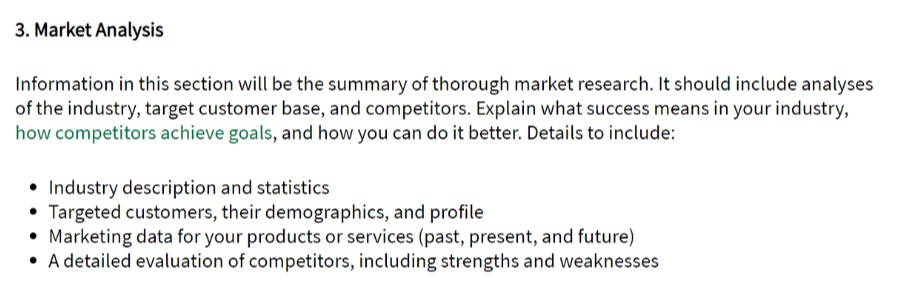 3. Market Analysis
Information in this section will be the summary of thorough market research. It should include analyses
of the industry, target customer base, and competitors. Explain what success means in your industry,
how competitors achieve goals, and how you can do it better. Details to include:
• Industry description and statistics
• Targeted customers, their demographics, and profile
• Marketing data for your products or services (past, present, and future)
• A detailed evaluation of competitors, including strengths and weaknesses